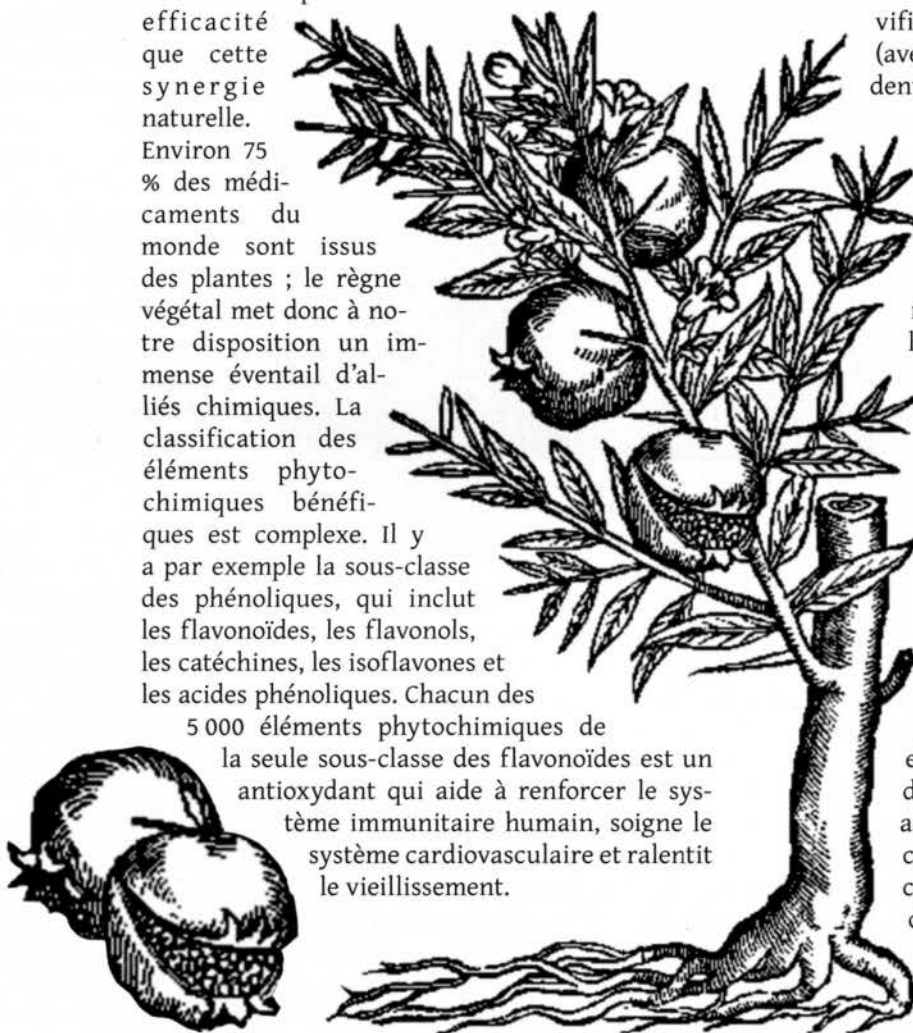 efficacité
que cette
synergie
naturelle.
Environ 75
% des médi-
caments du
monde sont issus
des plantes ; le règne
végétal met donc à no-
tre disposition un im-
mense éventail d'al-
liés chimiques. La
classification des
éléments phyto-
chimiques bénéfi-
ques est complexe. Il y
a par exemple la sous-classe
des phénoliques, qui inclut
les flavonoïdes, les flavonols,
les catéchines, les isoflavones et
les acides phénoliques. Chacun des
5 000 éléments phytochimiques de
la seule sous-classe des flavonoïdes est un
antioxydant qui aide à renforcer le sys-
tème immunitaire humain, soigne le
système cardiovasculaire et ralentit
le vieillissement.
vifi
(ave
den